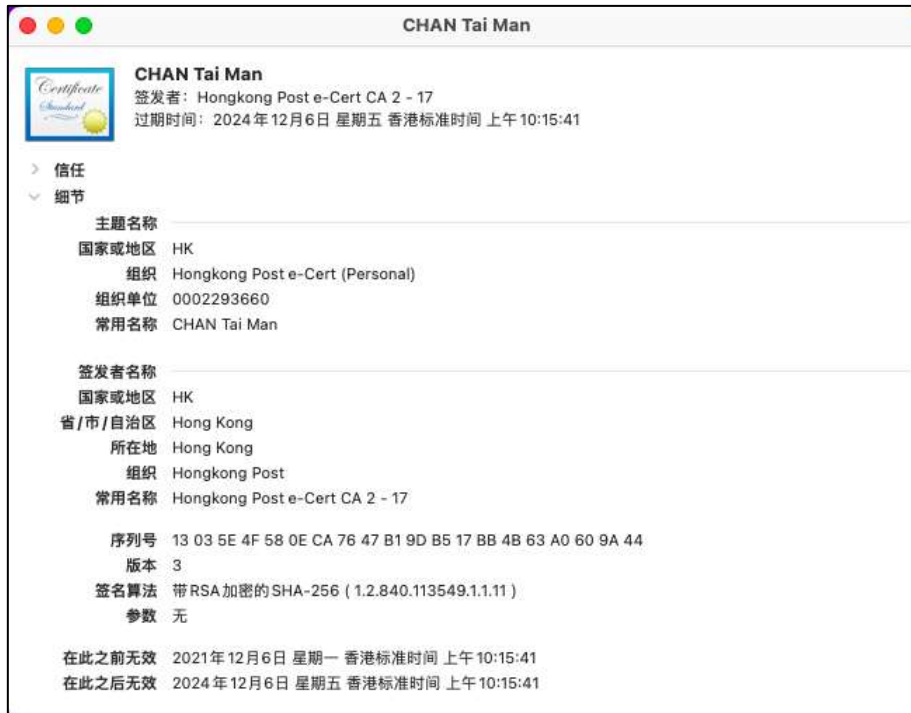 CHAN Tai Man
Certificate
Standard
CHAN Tai Man
签发者：Hongkong Post e-Cert CA 2 - 17
过期时间：2024年12月6日 星期五 香港标准时间 上午10:15:41
信任
细节
主题名称
国家或地区 HK
组织 Hongkong Post e-Cert (Personal)
组织单位 0002293660
常用名称 CHAN Tai Man
签发者名称
国家或地区 HK
省/市/自治区 Hong Kong
所在地 Hong Kong
组织 Hongkong Post
常用名称 Hongkong Post e-Cert CA 2 - 17
序列号 13 03 5E 4F 58 0E CA 76 47 B1 9D B5 17 BB 4B 63 A0 60 9A 44
版本 3
签名算法 带RSA加密的SHA-256 ( 1.2.840.113549.1.1.11 )
参数 无
在此之前无效 2021年12月6日 星期一 香港标准时间 上午10:15:41
在此之后无效 2024年12月6日 星期五 香港标准时间 上午10:15:41